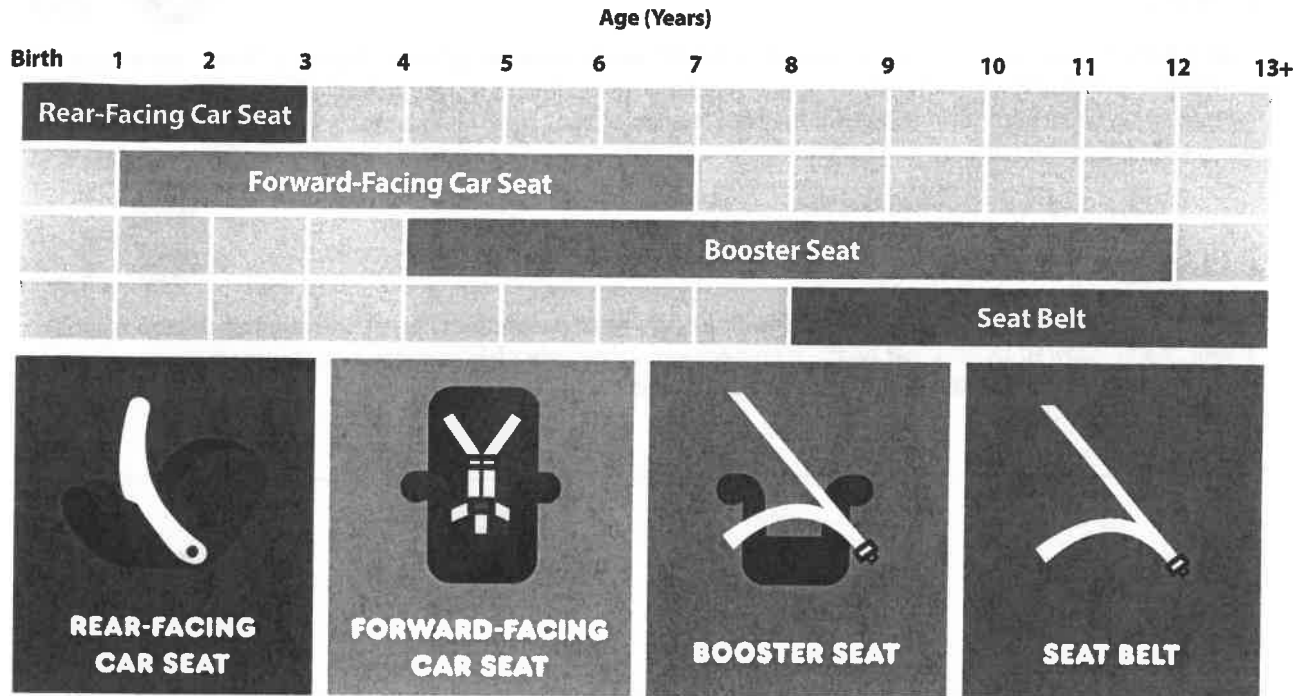 Age (Years)
Birth 1 2 3 4 5 6 7 8 9 10 11 12 13+
Rear-Facing Car Seat
Forward-Facing Car Seat
Booster Seat
Seat Belt
REAR-FACING
CAR SEAT
FORWARD-FACING
CAR SEAT
BOOSTER SEAT
SEAT BELT